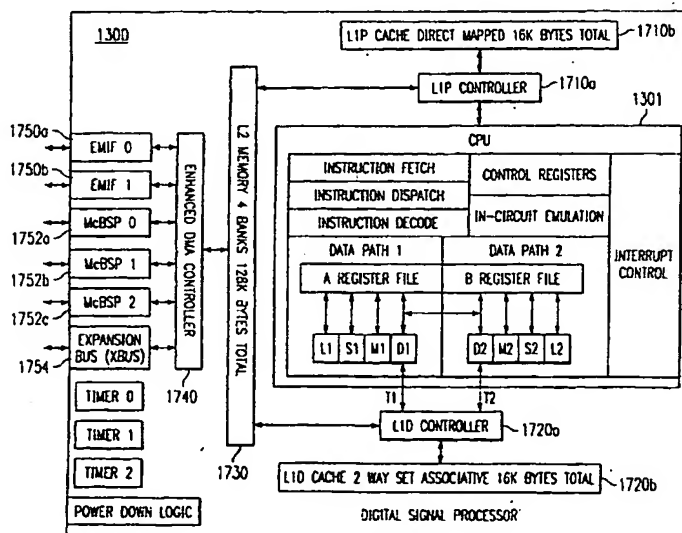 1300
L1P CACHE DIRECT MAPPED 16K BYTES TOTAL
1710b
L1P CONTROLLER
1710a
1301
CPU
INSTRUCTION FETCH
INSTRUCTION DISPATCH
INSTRUCTION DECODE
CONTROL REGISTERS
IN-CIRCUIT EMULATION
INTERRUPT
CONTROL
DATA PATH 1
DATA PATH 2
A REGISTER FILE
B REGISTER FILE
L1
S1
M1
D1
D2
M2
S2
L2
T1
T2
L1D CONTROLLER
1720a
L1D CACHE 2 WAY SET ASSOCIATIVE 16K BYTES TOTAL
1720b
L2 MEMORY 4 BANKS 128K BYTES TOTAL
1730
ENHANCED DMA CONTROLLER
1740
1750a
EMIF 0
1750b
EMIF 1
McBSP 0
1752a
McBSP 1
1752b
McBSP 2
1752c
EXPANSION
BUS (XBUS)
1754
TIMER 0
TIMER 1
TIMER 2
POWER DOWN LOGIC
DIGITAL SIGNAL PROCESSOR